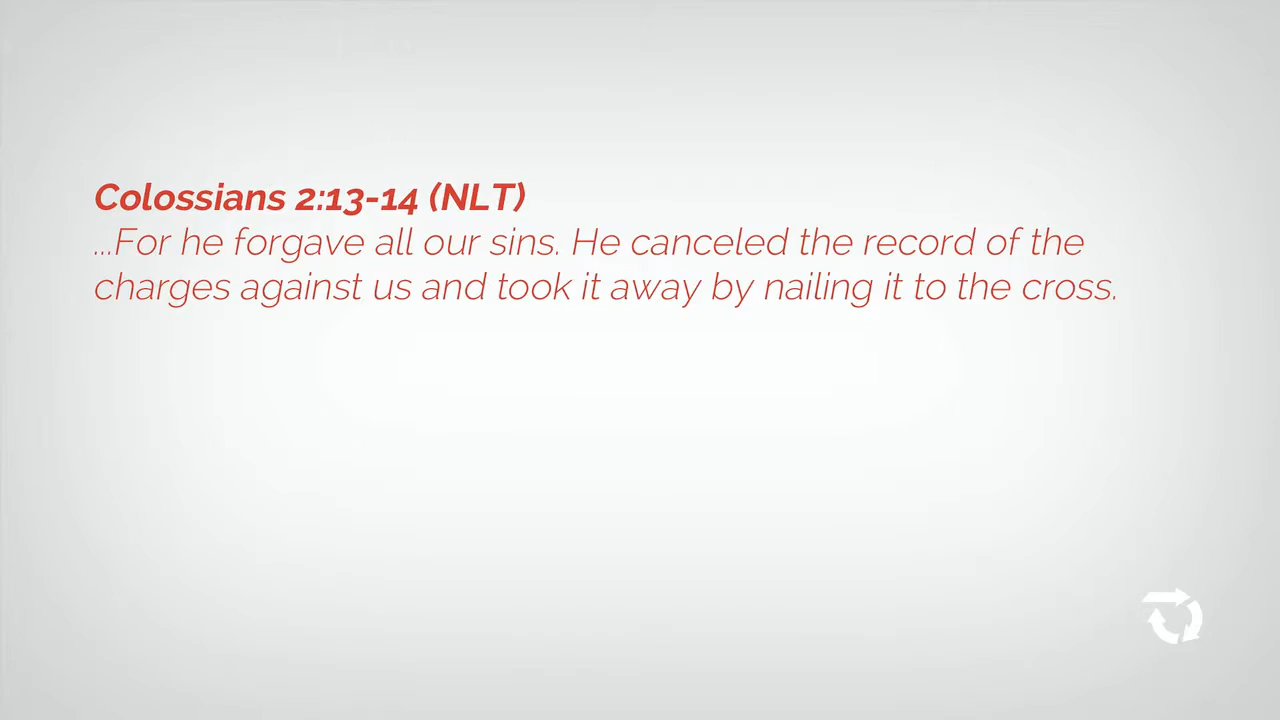 Colossians 2:13-14 (NLT)
...For he forgave all our sins. He canceled the record of the
charges against us and took it away by nailing it to the cross.